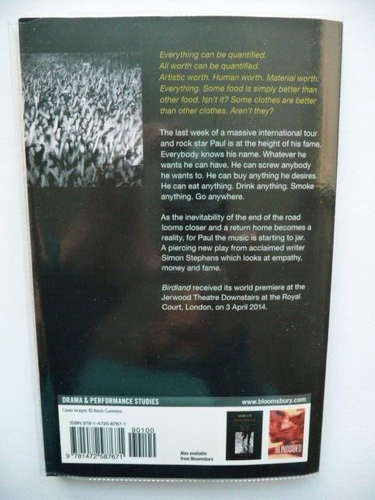 Everything can be quantified.
All worth can be quantified.
Artistic worth. Human worth. Material worth.
Everything. Some food is simply better than
other food. Isn't it? Some clothes are better
than other clothes. Aren't they?
The last week of a massive international tour
and rock star Paul is at the height of his fame.
Everybody knows his name. Whatever he
wants he can have. He can screw anybody
he wants to. He can buy anything he desires.
He can eat anything. Drink anything. Smoke
anything. Go anywhere.
As the inevitability of the end of the road
looms closer and a return home becomes a
reality, for Paul the music is starting to jar.
A piercing new play from acclaimed writer
Simon Stephens which looks at empathy,
money and fame.
Birdland received its world premiere at the
Jerwood Theatre Downstairs at the Royal
Court, London, on 3 April 2014.
DRAMA & PERFORMANCE STUDIES
www.bloomsbury.com
Cover images © Kevin Cummins
ISBN 978-1-4725-8767-1
90100
9 781472 587671
Also available
from Bloomsbury
BLINDSIDED